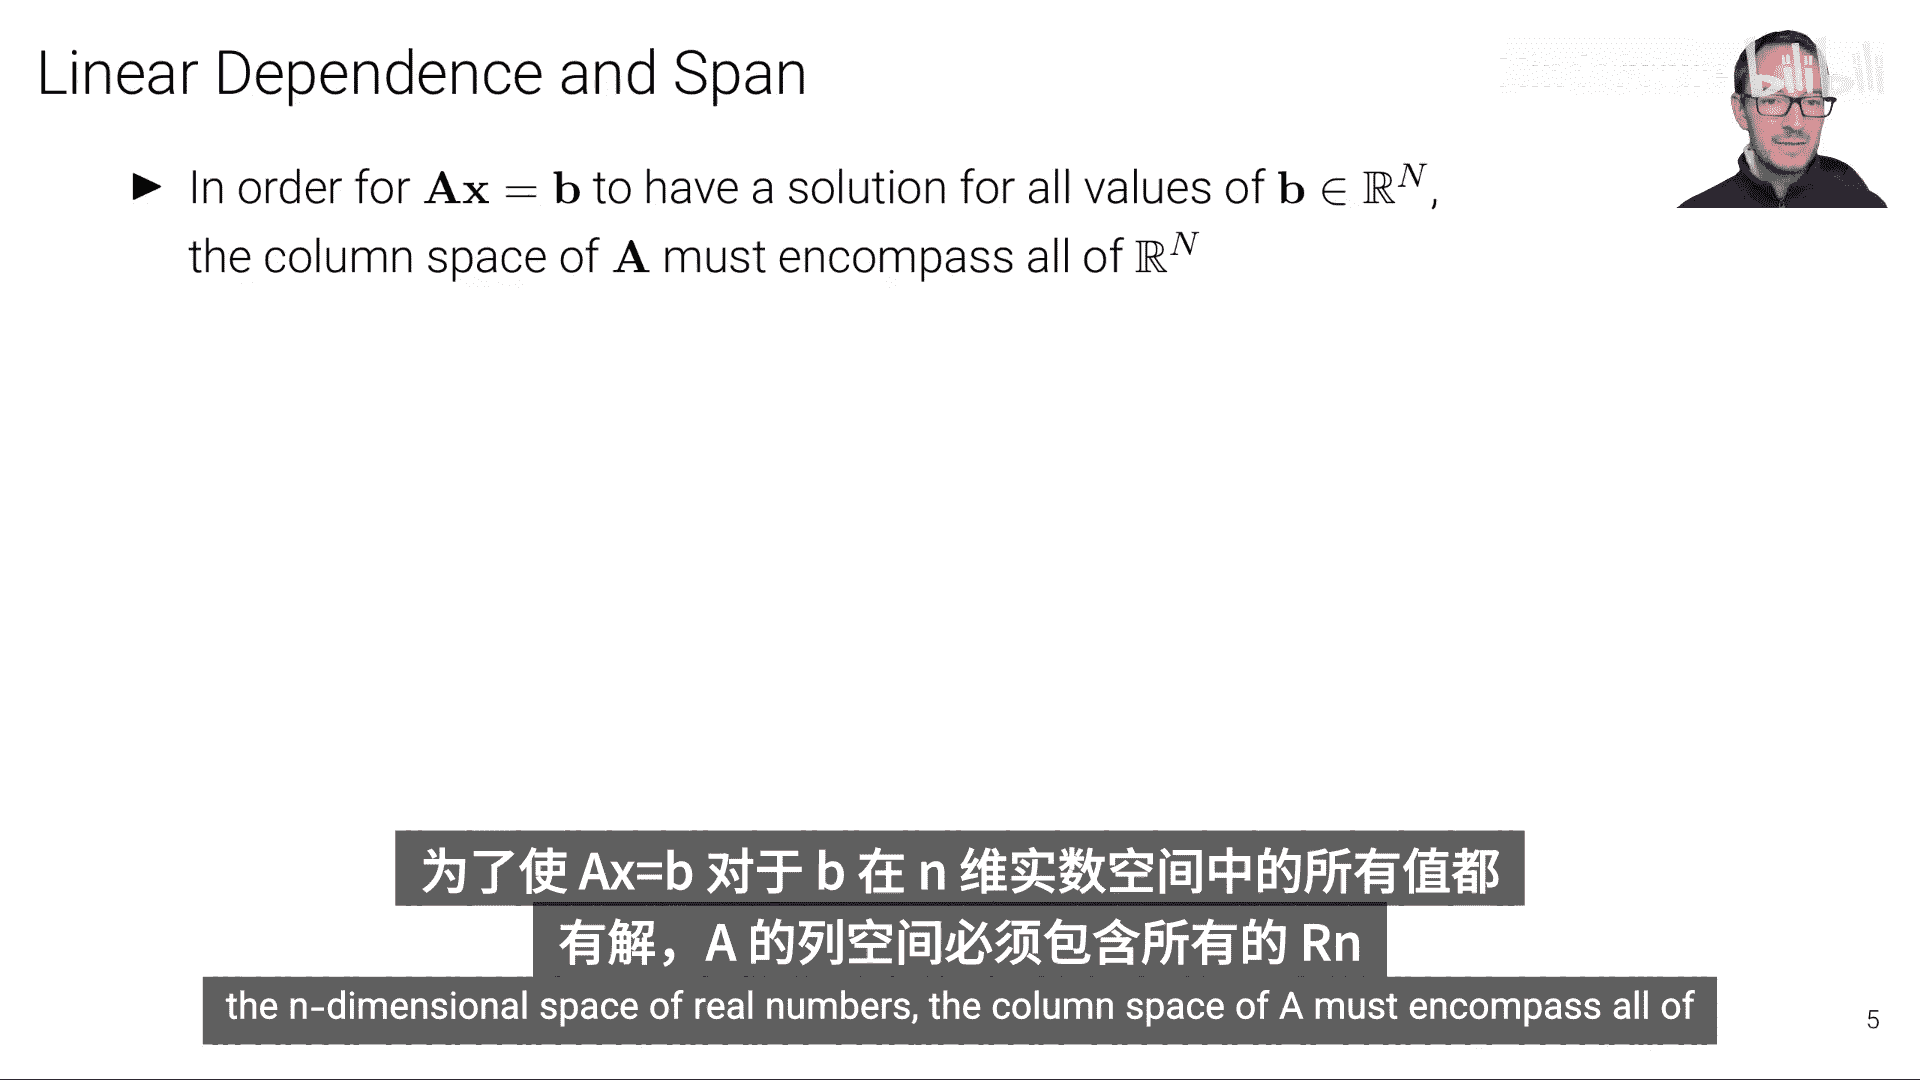 Linear Dependence and Span
bilibili
▶ In order for Ax = b to have a solution for all values of b ∈ ℝᴺ,
the column space of A must encompass all of ℝᴺ
为了使 Ax=b 对于 b 在 n 维实数空间中的所有值都
有解，A 的列空间必须包含所有的 Rn
the n-dimensional space of real numbers, the column space of A must encompass all of
5